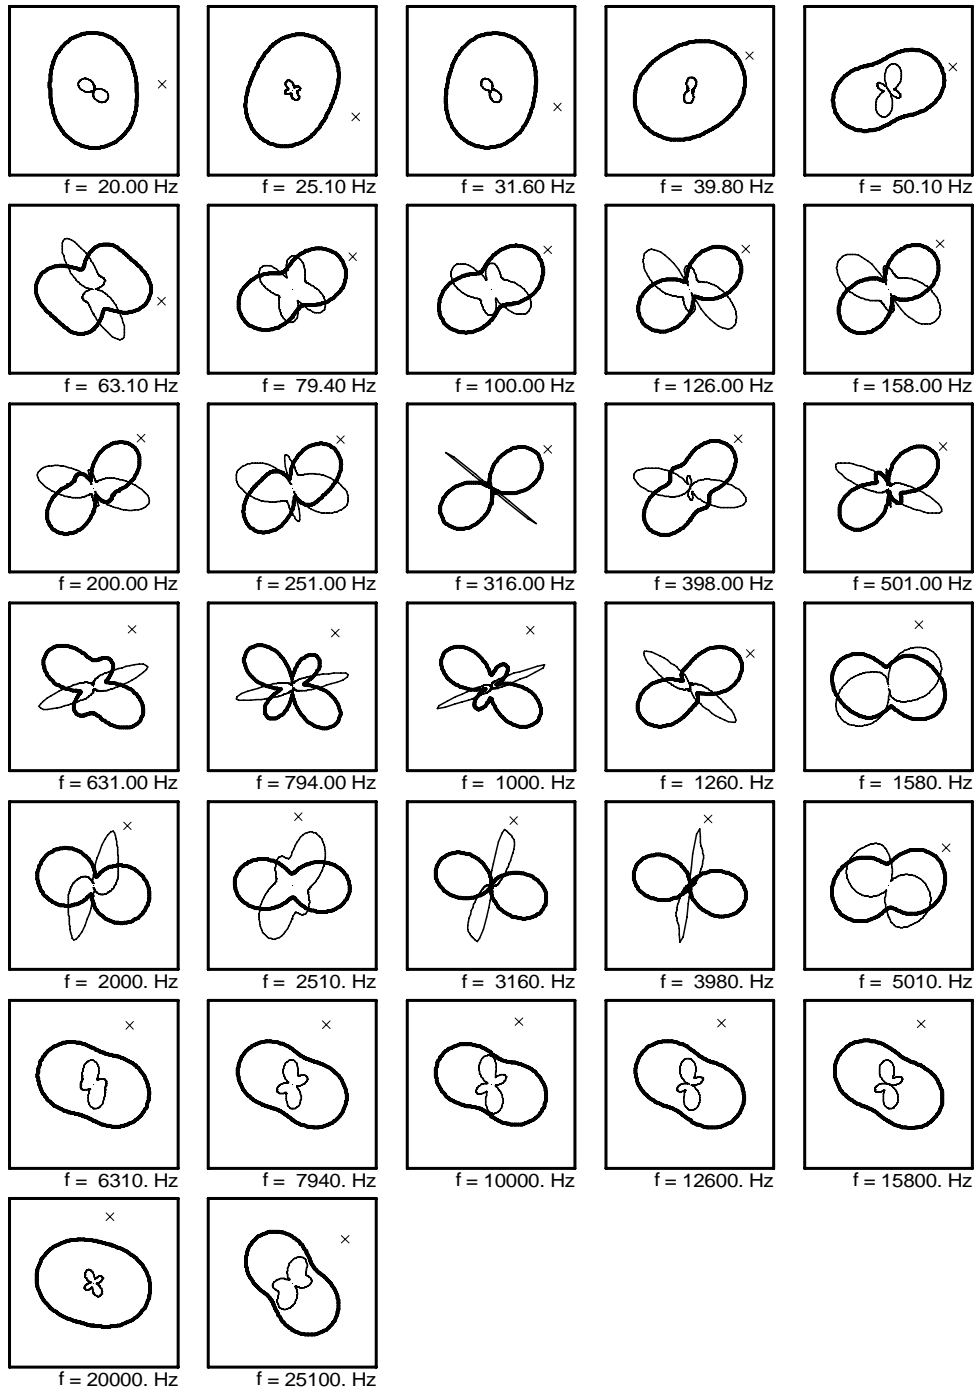 f = 20.00 Hz
f = 25.10 Hz
f = 31.60 Hz
f = 39.80 Hz
f = 50.10 Hz
f = 63.10 Hz
f = 79.40 Hz
f = 100.00 Hz
f = 126.00 Hz
f = 158.00 Hz
f = 200.00 Hz
f = 251.00 Hz
f = 316.00 Hz
f = 398.00 Hz
f = 501.00 Hz
f = 631.00 Hz
f = 794.00 Hz
f = 1000. Hz
f = 1260. Hz
f = 1580. Hz
f = 2000. Hz
f = 2510. Hz
f = 3160. Hz
f = 3980. Hz
f = 5010. Hz
f = 6310. Hz
f = 7940. Hz
f = 10000. Hz
f = 12600. Hz
f = 15800. Hz
f = 20000. Hz
f = 25100. Hz